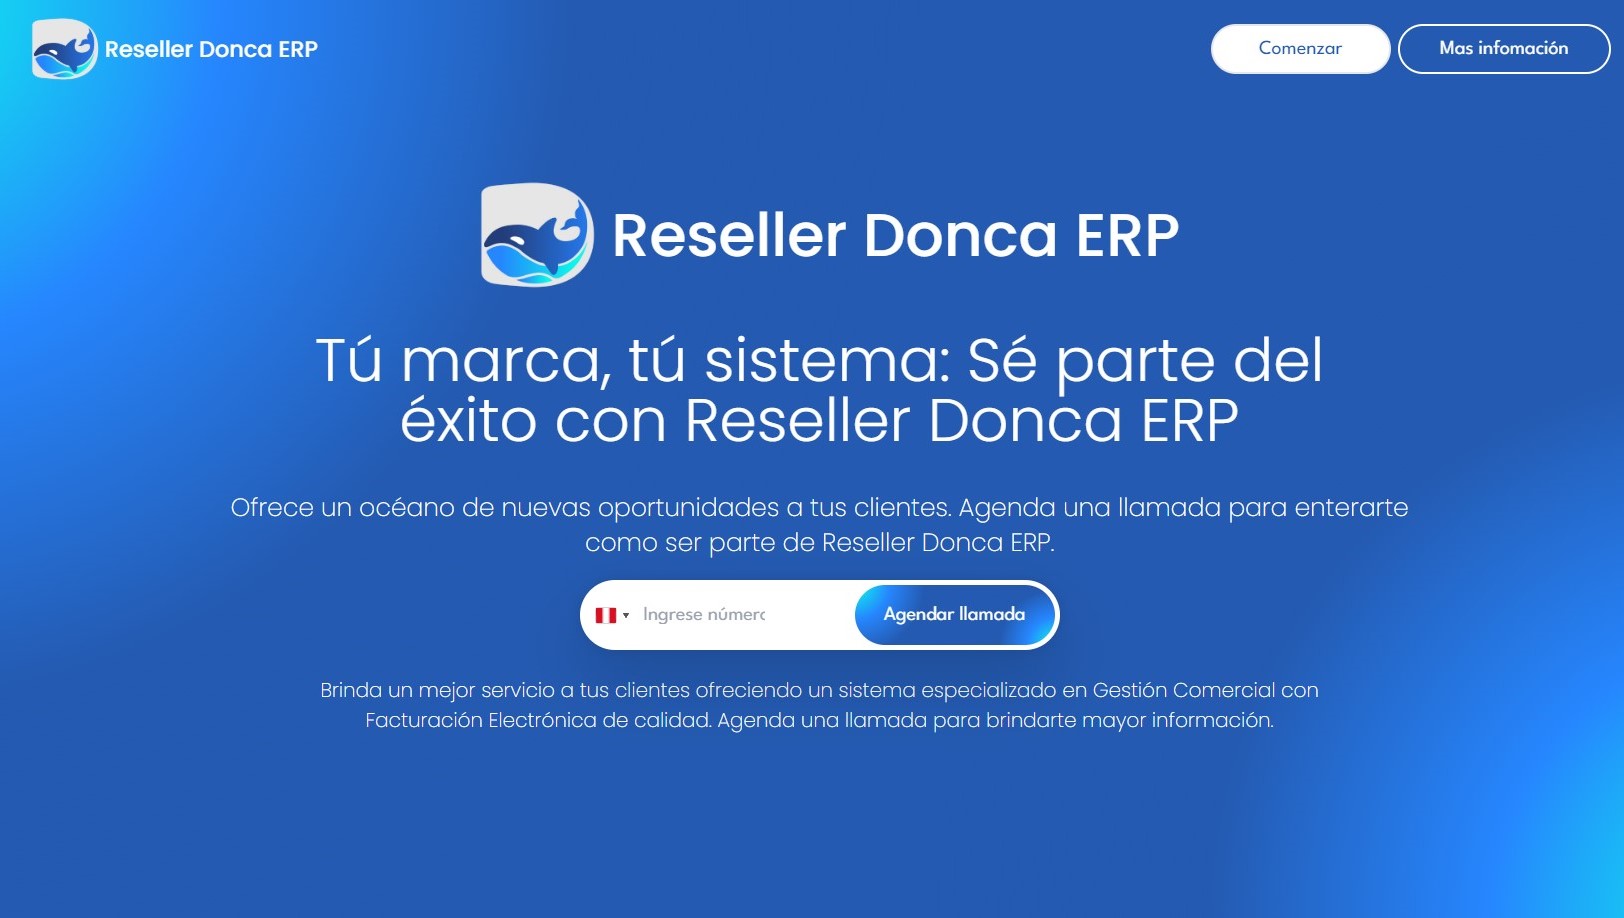 Reseller Donca ERP
Comenzar
Mas infomación
Reseller Donca ERP
Tú marca, tú sistema: Sé parte del
éxito con Reseller Donca ERP
Ofrece un océano de nuevas oportunidades a tus clientes. Agenda una llamada para enterarte
como ser parte de Reseller Donca ERP.
Ingrese número
Agendar llamada
Brinda un mejor servicio a tus clientes ofreciendo un sistema especializado en Gestión Comercial con
Facturación Electrónica de calidad. Agenda una llamada para brindarte mayor información.